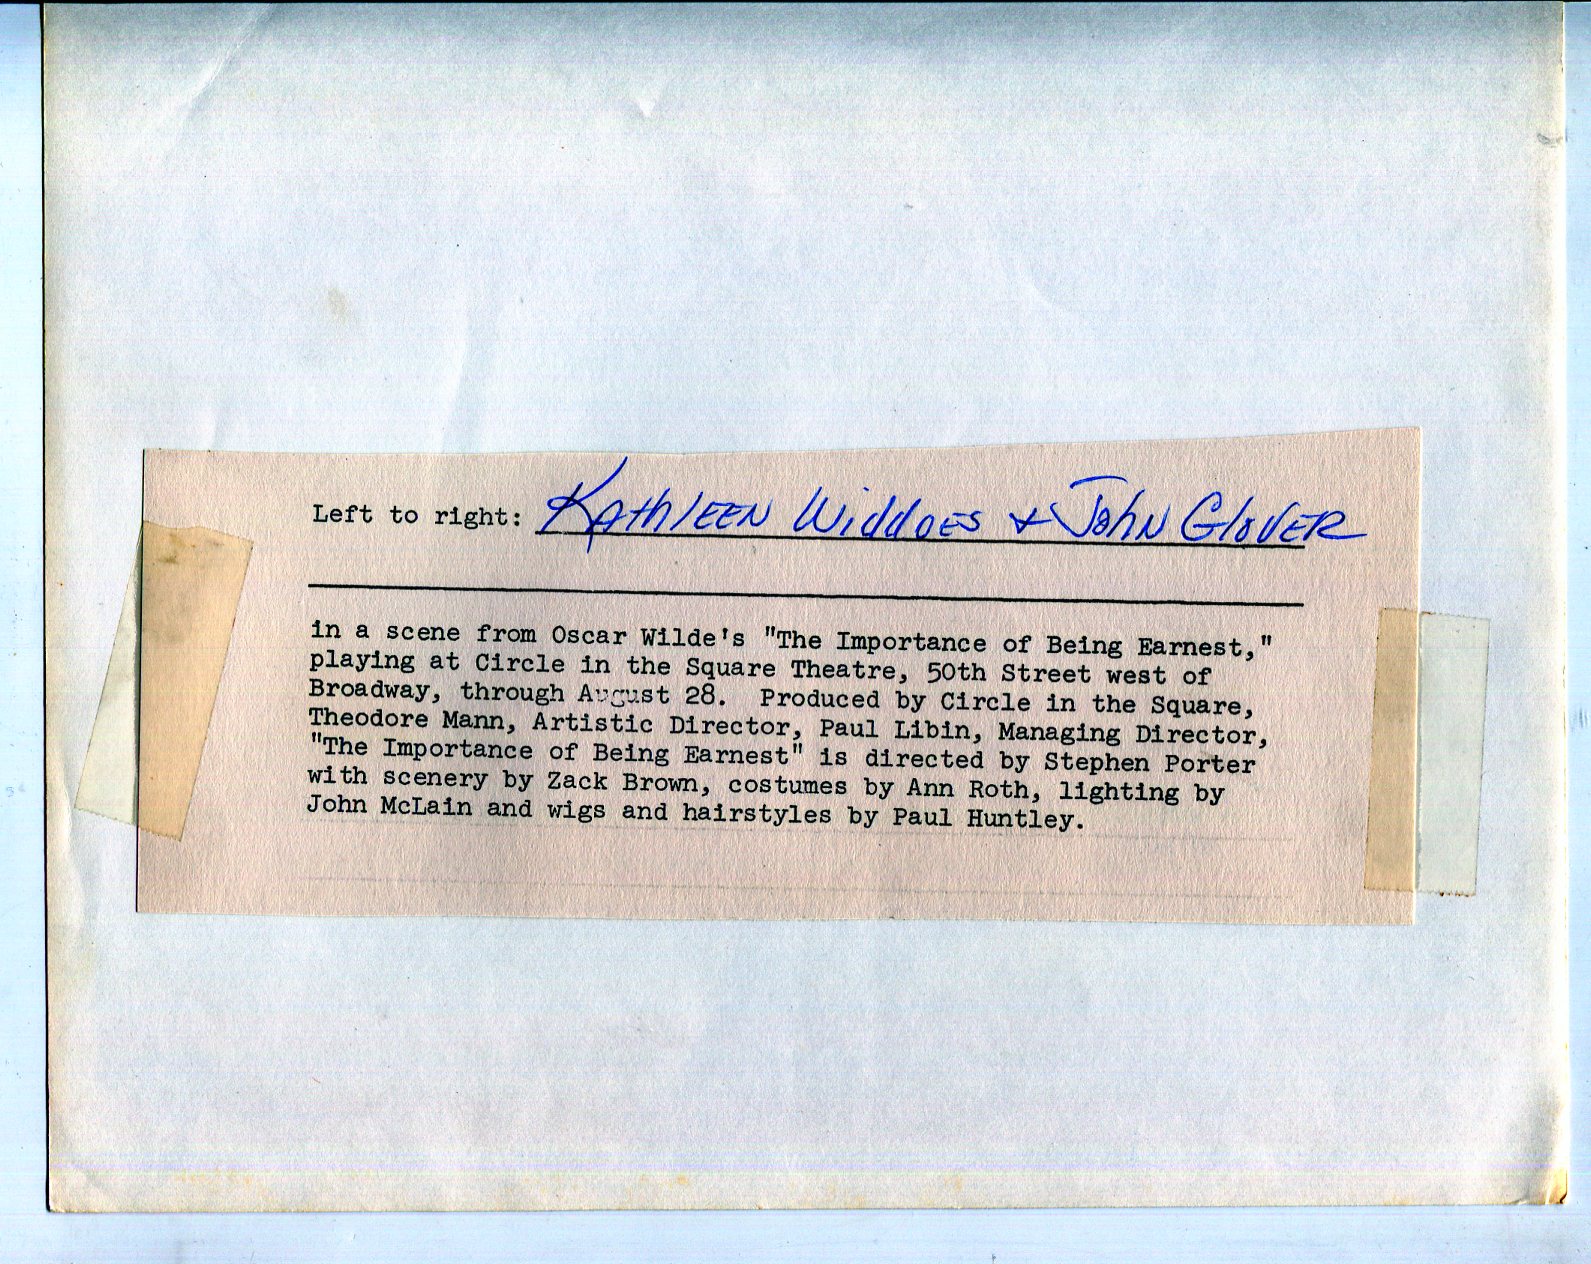 Left to right: Kathleen Widdoes & John Glover
in a scene from Oscar Wilde's "The Importance of Being Earnest,"
playing at Circle in the Square Theatre, 50th Street west of
Broadway, through August 28.  Produced by Circle in the Square,
Theodore Mann, Artistic Director, Paul Libin, Managing Director,
"The Importance of Being Earnest" is directed by Stephen Porter
with scenery by Zack Brown, costumes by Ann Roth, lighting by
John McLain and wigs and hairstyles by Paul Huntley.